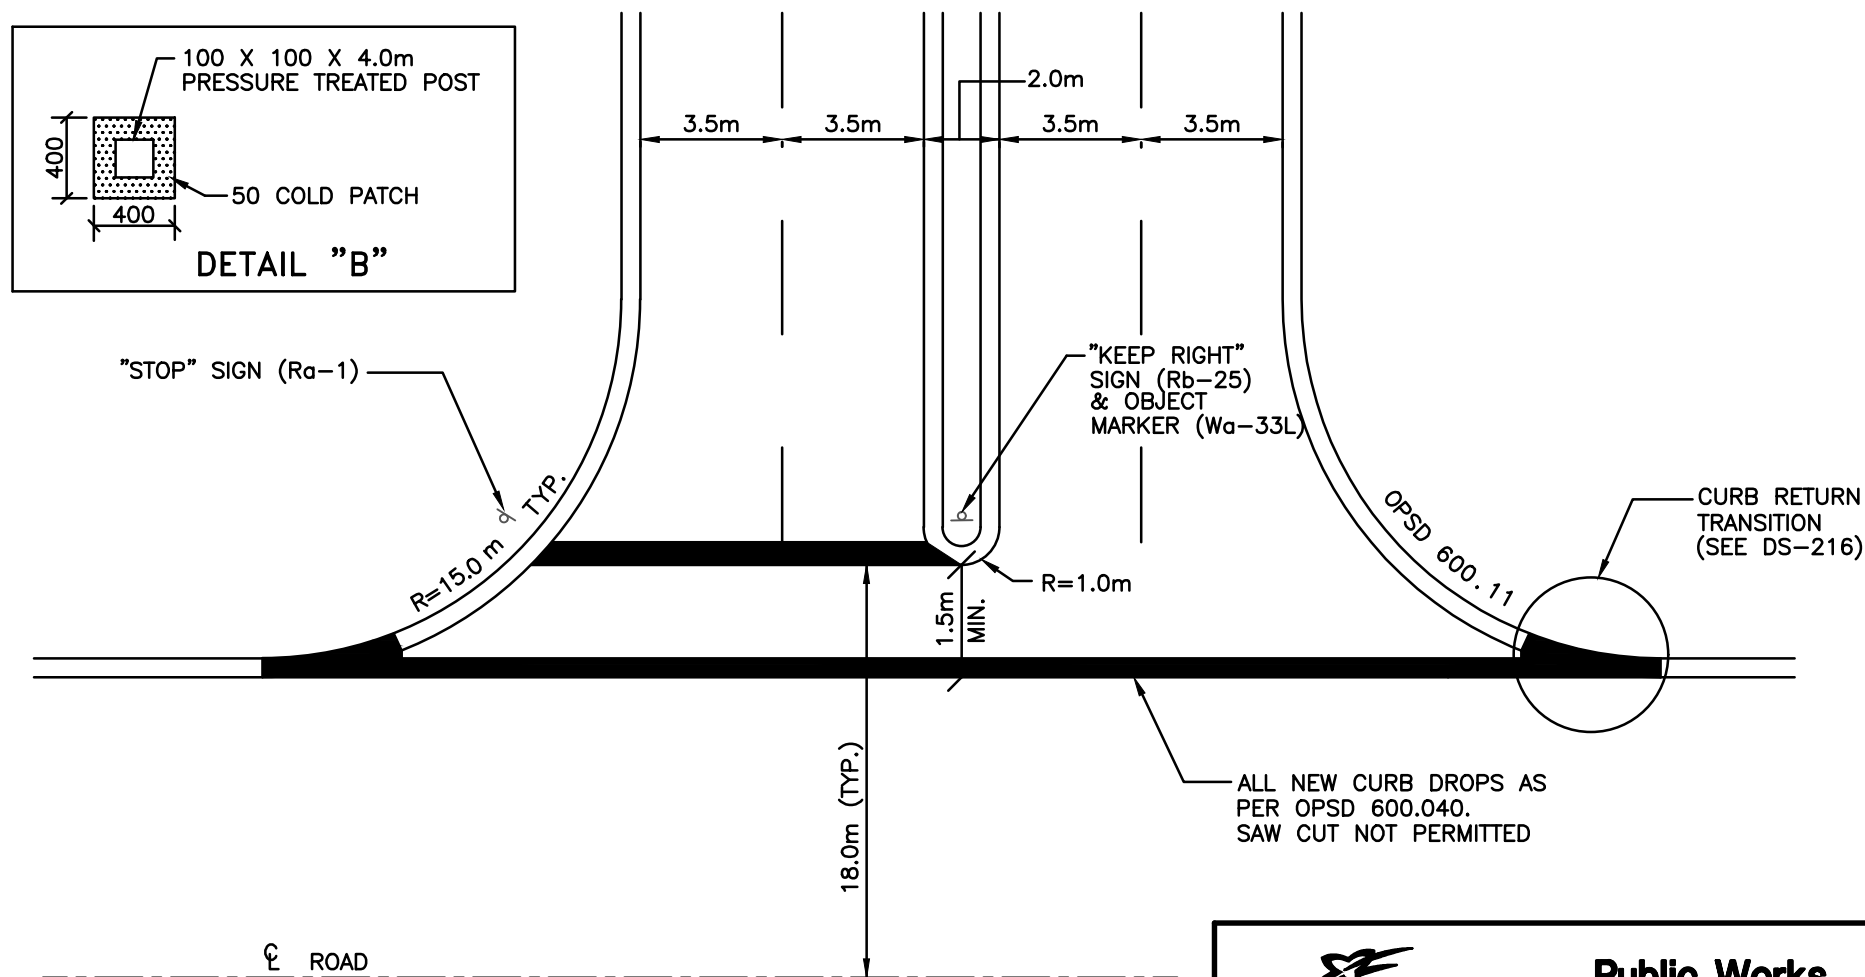 100 X 100 X 4.0m
PRESSURE TREATED POST
400
50 COLD PATCH
400
DETAIL "B"
2.0m
3.5m
3.5m
3.5m
3.5m
"STOP" SIGN (Ra-1)
"KEEP RIGHT"
SIGN (Rb-25)
& OBJECT
MARKER (Wa-33L)
R=15.0 m TYP.
OPSD 600.11
CURB RETURN
TRANSITION
(SEE DS-216)
R=1.0m
1.5m
MIN.
18.0m (TYP.)
ALL NEW CURB DROPS AS
PER OPSD 600.040.
SAW CUT NOT PERMITTED
℄ ROAD
Public Works